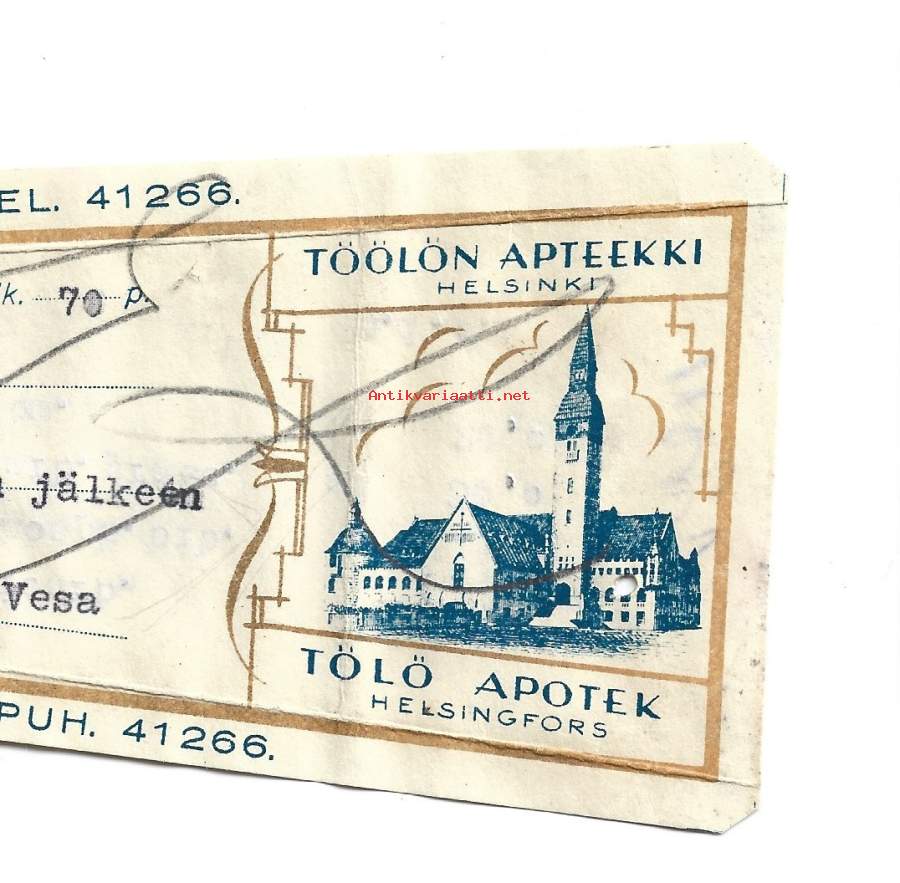 EL. 41266.
TÖÖLÖN APTEEKKI
HELSINKI
k. 70 p.
Antikvariaatti.net
jälkeen
Vesa
TÖLÖ APOTEK
HELSINGFORS
PUH. 41266.